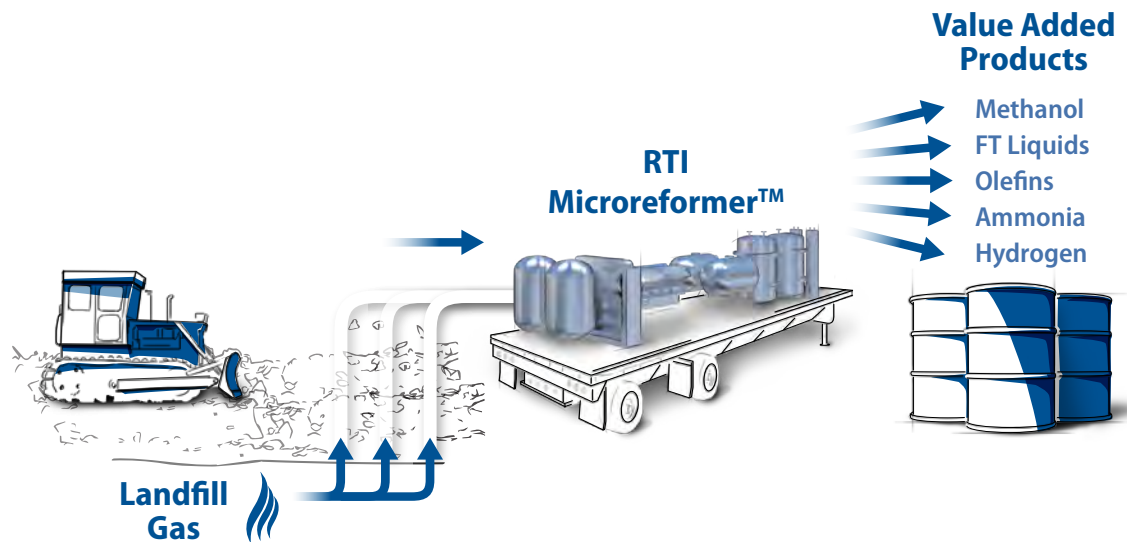 Value Added
Products
Methanol
FT Liquids
Olefins
Ammonia
Hydrogen
RTI
Microreformer™
Landfill
Gas